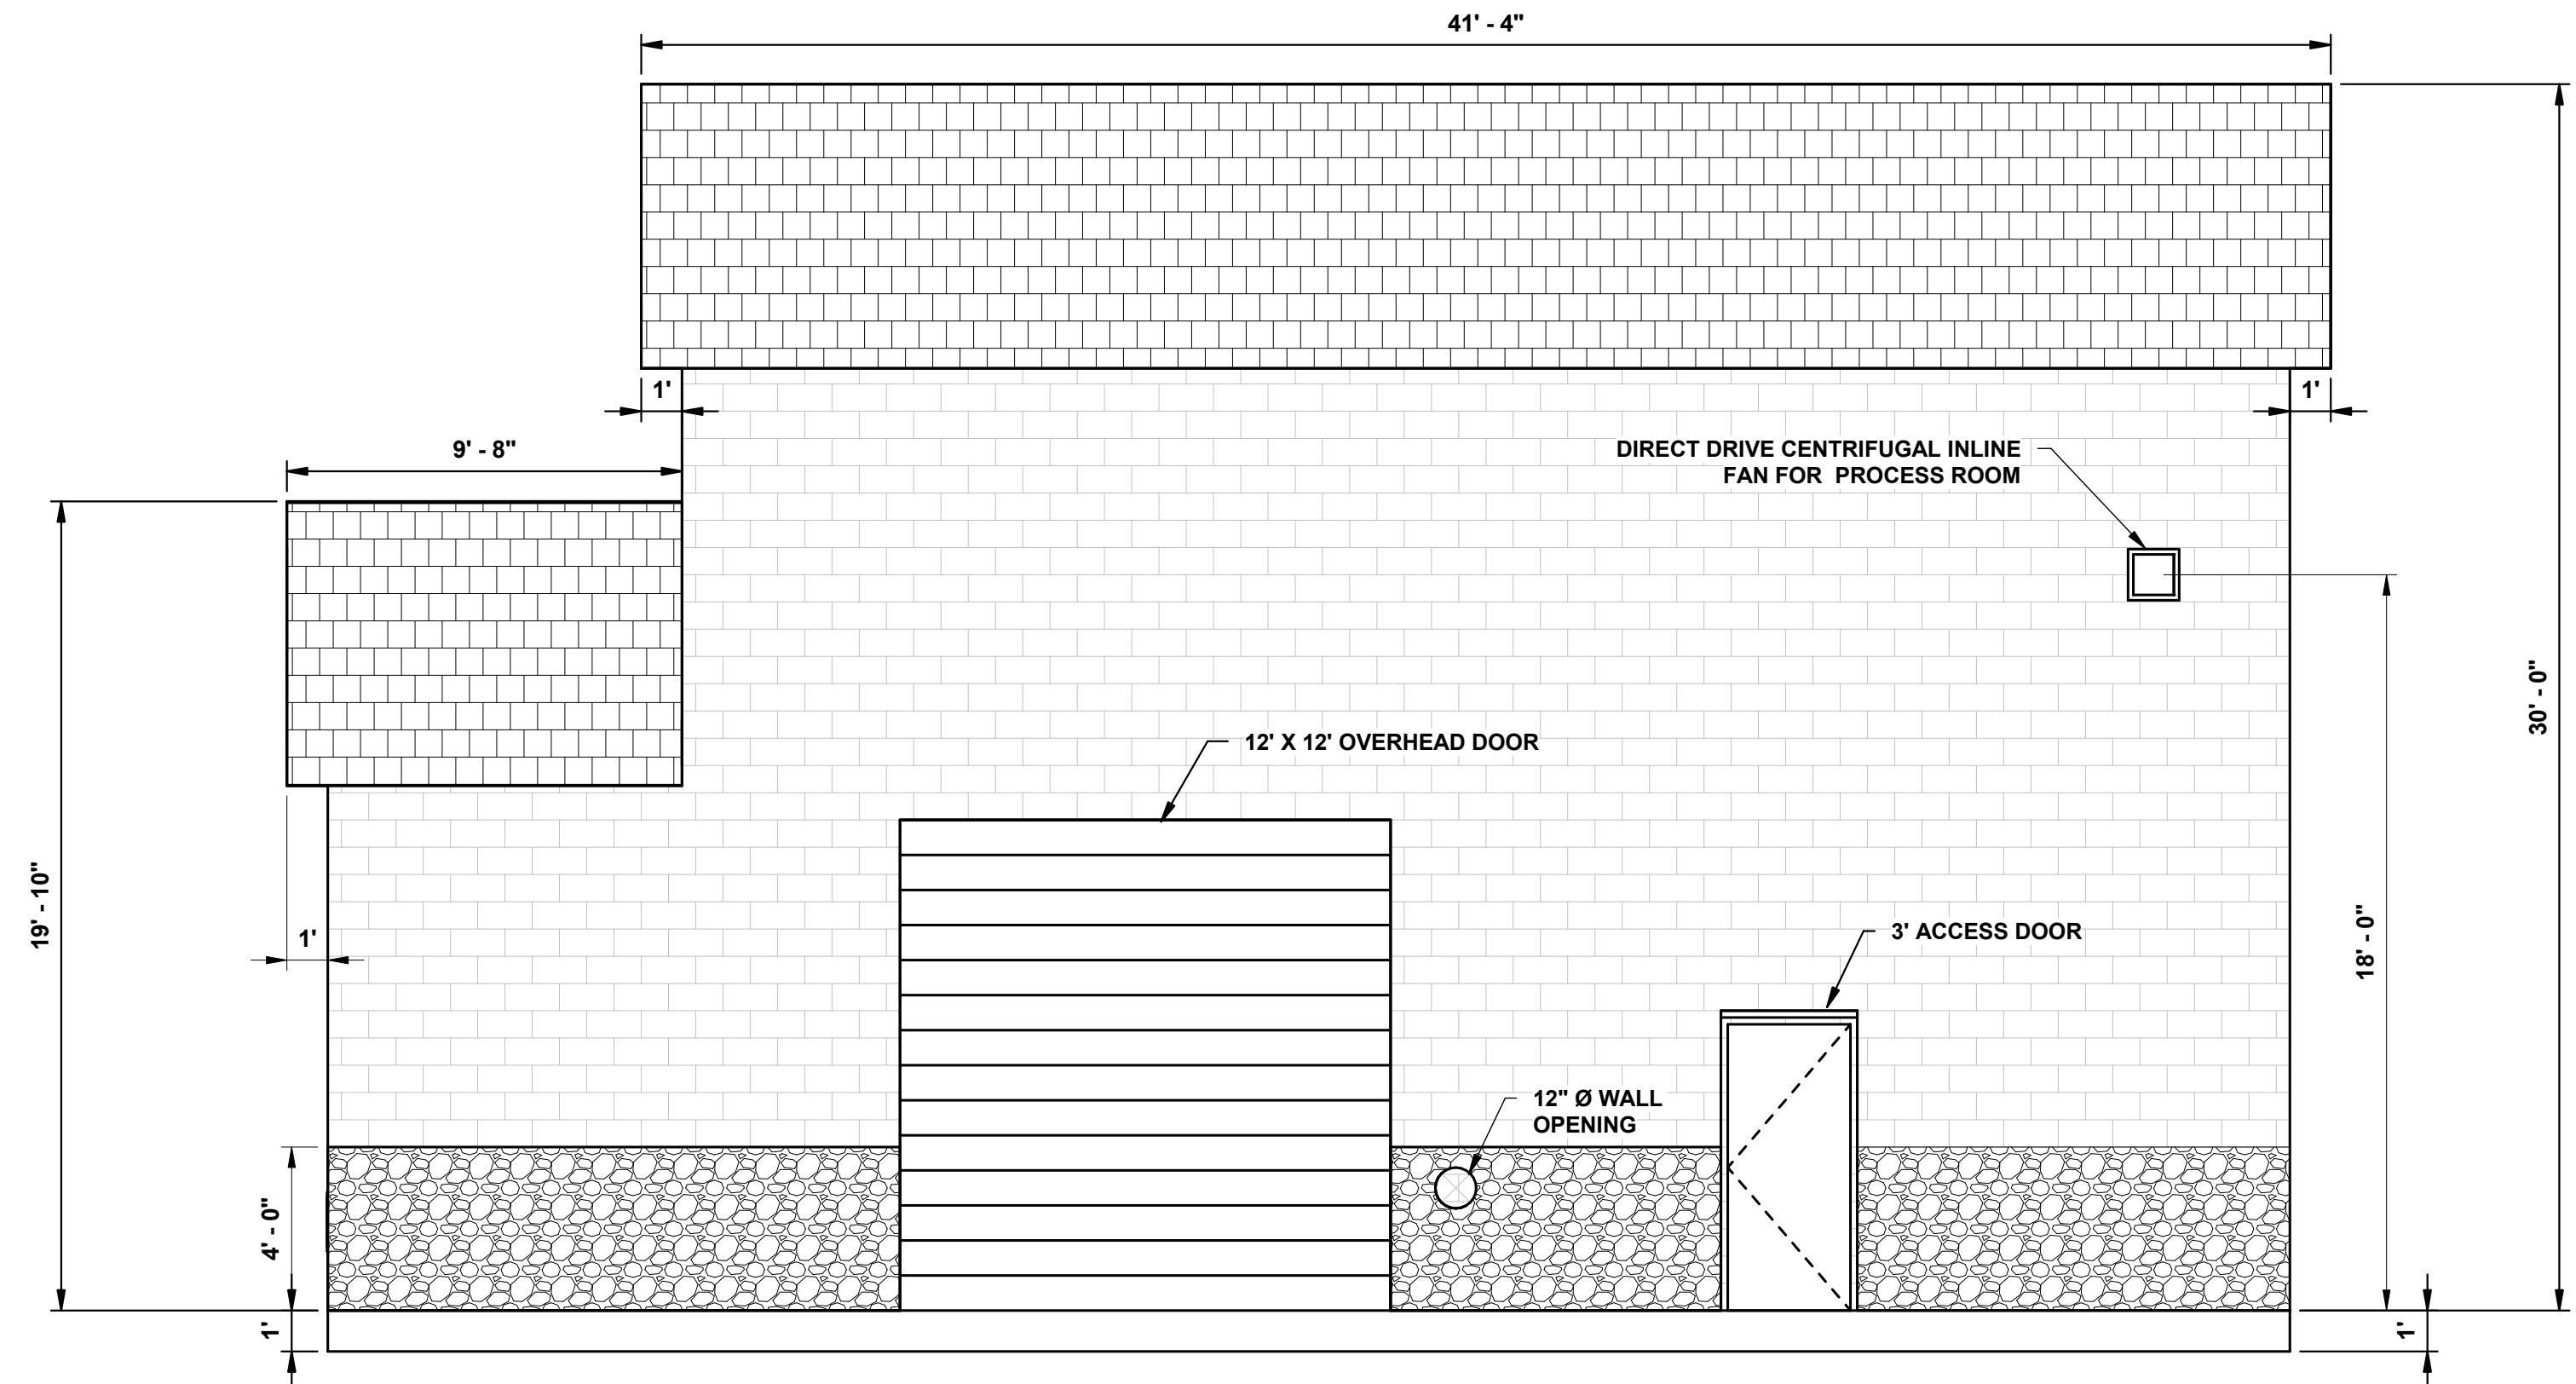 41' - 4"
1'
1'
9' - 8"
DIRECT DRIVE CENTRIFUGAL INLINE
FAN FOR  PROCESS ROOM
30' - 0"
12' X 12' OVERHEAD DOOR
19' - 10"
1'
3' ACCESS DOOR
18' - 0"
12" Ø WALL
OPENING
4' - 0"
1'
1'